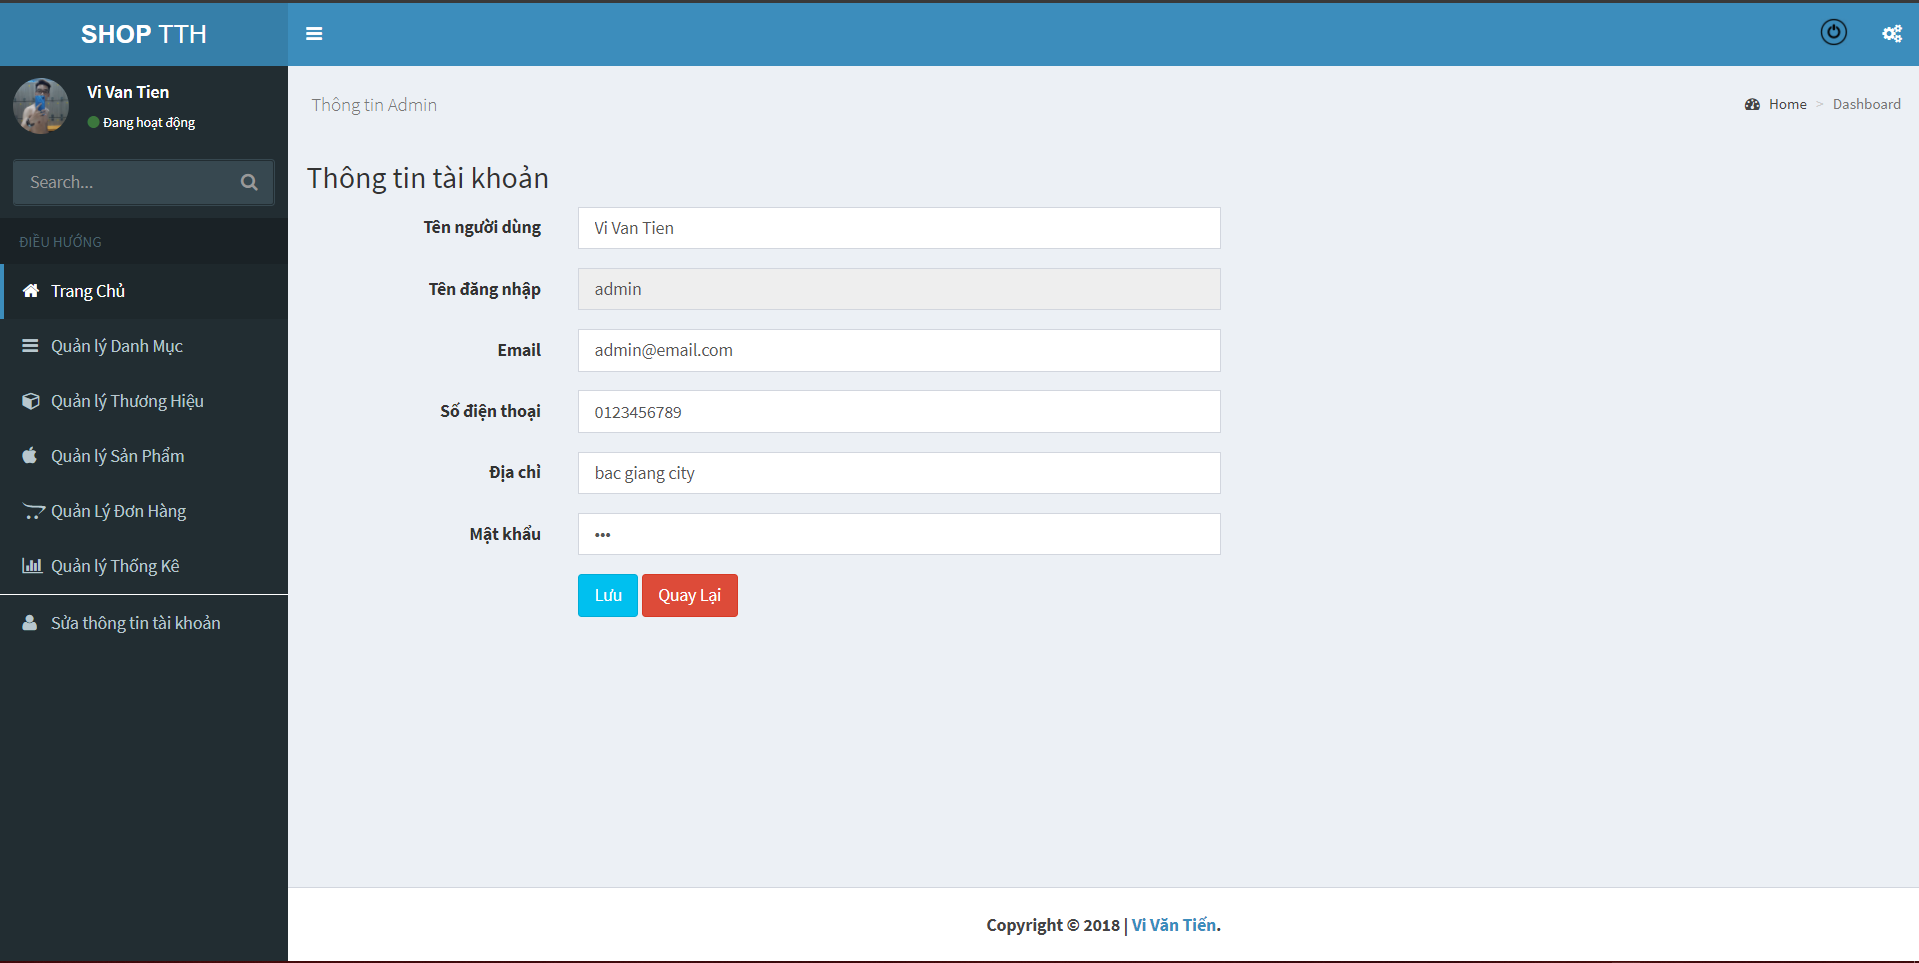 SHOP TTH
Vi Van Tien
Đang hoạt động
Search...
ĐIỀU HƯỚNG
Trang Chủ
Quản lý Danh Mục
Quản lý Thương Hiệu
Quản lý Sản Phẩm
Quản Lý Đơn Hàng
Quản lý Thống Kê
Sửa thông tin tài khoản
Thông tin Admin
Home > Dashboard
Thông tin tài khoản
Tên người dùng Vi Van Tien
Tên đăng nhập admin
Email admin@email.com
Số điện thoại 0123456789
Địa chỉ bac giang city
Mật khẩu •••
Lưu Quay Lại
Copyright © 2018 | Vi Văn Tiến.